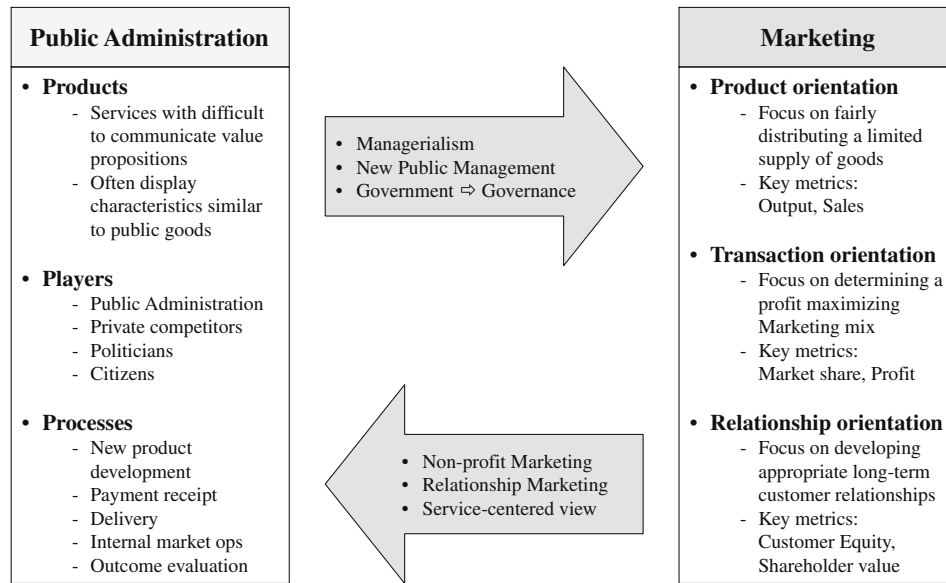 Public Administration
• Products
- Services with difficult
to communicate value
propositions
- Often display
characteristics similar
to public goods
• Players
- Public Administration
- Private competitors
- Politicians
- Citizens
• Processes
- New product
development
- Payment receipt
- Delivery
- Internal market ops
- Outcome evaluation
• Managerialism
• New Public Management
• Government ⇨ Governance
• Non-profit Marketing
• Relationship Marketing
• Service-centered view
Marketing
• Product orientation
- Focus on fairly
distributing a limited
supply of goods
- Key metrics:
Output, Sales
• Transaction orientation
- Focus on determining a
profit maximizing
Marketing mix
- Key metrics:
Market share, Profit
• Relationship orientation
- Focus on developing
appropriate long-term
customer relationships
- Key metrics:
Customer Equity,
Shareholder value